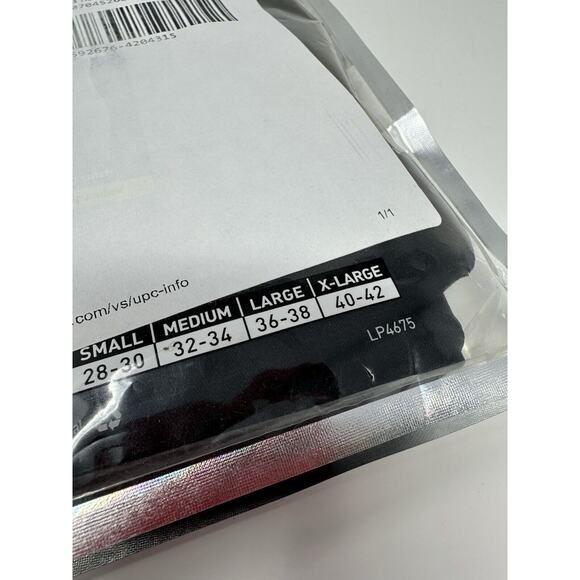 592676-4204315
1/1
.com/vs/upc-info
SMALL MEDIUM LARGE X-LARGE
28-30 32-34 36-38 40-42
LP4675